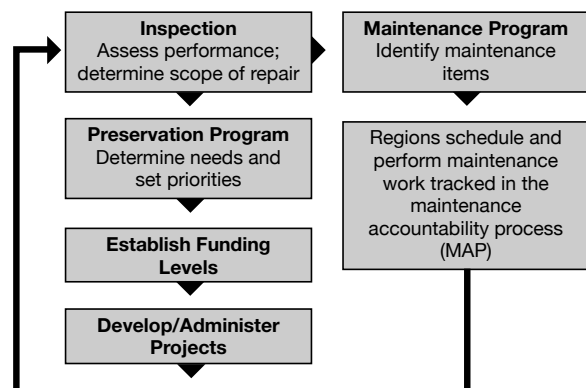 Inspection
Assess performance;
determine scope of repair
Maintenance Program
Identify maintenance
items
Preservation Program
Determine needs and
set priorities
Regions schedule and
perform maintenance
work tracked in the
maintenance
accountability process
(MAP)
Establish Funding
Levels
Develop/Administer
Projects